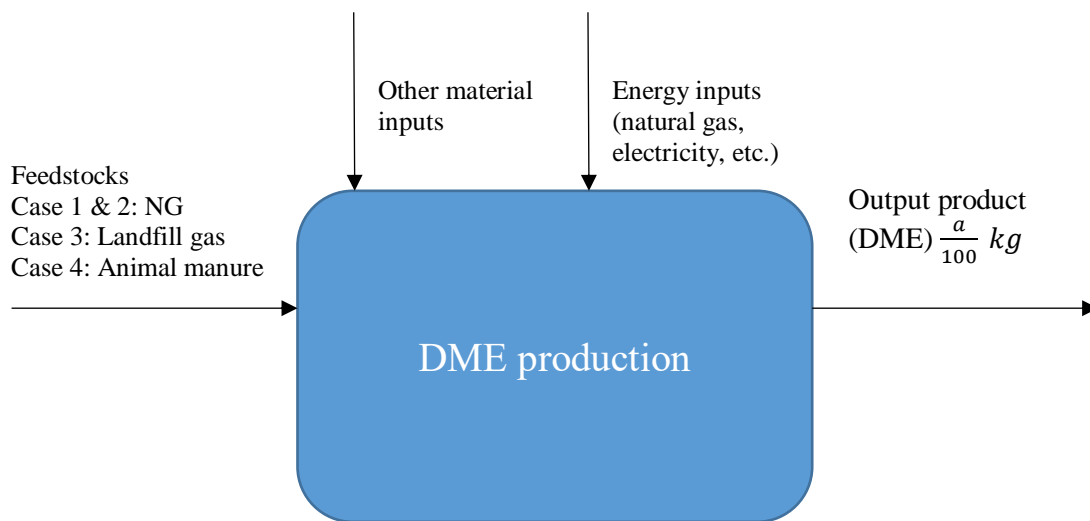 Other material
inputs
Energy inputs
(natural gas,
electricity, etc.)
Feedstocks
Case 1 & 2: NG
Case 3: Landfill gas
Case 4: Animal manure
Output product
(DME) a/100 kg
DME production